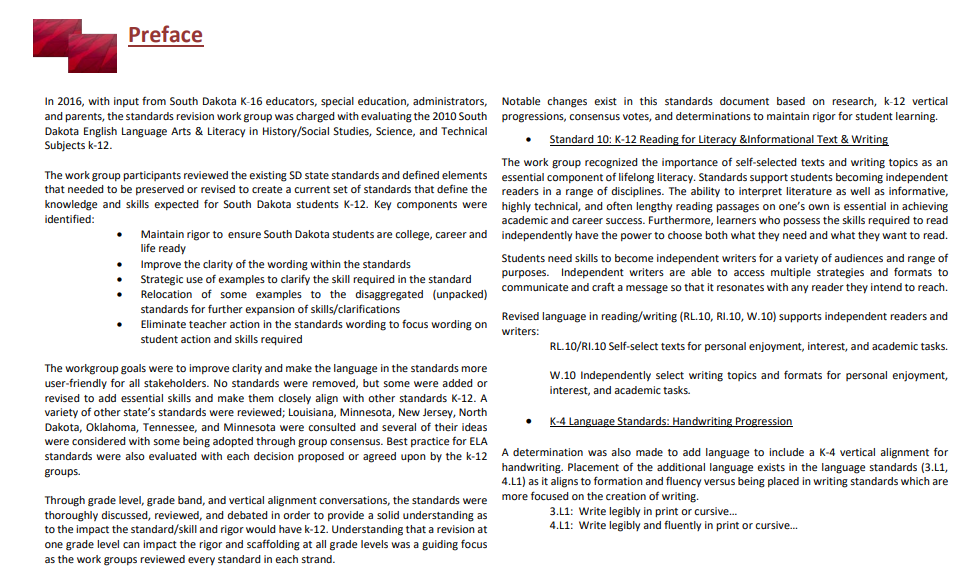 Preface
In 2016, with input from South Dakota K-16 educators, special education, administrators,
and parents, the standards revision work group was charged with evaluating the 2010 South
Dakota English Language Arts & Literacy in History/Social Studies, Science, and Technical
Subjects k-12.
The work group participants reviewed the existing SD state standards and defined elements
that needed to be preserved or revised to create a current set of standards that define the
knowledge and skills expected for South Dakota students K-12. Key components were
identified:
• Maintain rigor to ensure South Dakota students are college, career and
life ready
• Improve the clarity of the wording within the standards
• Strategic use of examples to clarify the skill required in the standard
• Relocation of some examples to the disaggregated (unpacked)
standards for further expansion of skills/clarifications
• Eliminate teacher action in the standards wording to focus wording on
student action and skills required
The workgroup goals were to improve clarity and make the language in the standards more
user-friendly for all stakeholders. No standards were removed, but some were added or
revised to add essential skills and make them closely align with other standards K-12. A
variety of other state's standards were reviewed; Louisiana, Minnesota, New Jersey, North
Dakota, Oklahoma, Tennessee, and Minnesota were consulted and several of their ideas
were considered with some being adopted through group consensus. Best practice for ELA
standards were also evaluated with each decision proposed or agreed upon by the k-12
groups.
Through grade level, grade band, and vertical alignment conversations, the standards were
thoroughly discussed, reviewed, and debated in order to provide a solid understanding as
to the impact the standard/skill and rigor would have k-12. Understanding that a revision at
one grade level can impact the rigor and scaffolding at all grade levels was a guiding focus
as the work groups reviewed every standard in each strand.
Notable changes exist in this standards document based on research, k-12 vertical
progressions, consensus votes, and determinations to maintain rigor for student learning.
• Standard 10: K-12 Reading for Literacy &Informational Text & Writing
The work group recognized the importance of self-selected texts and writing topics as an
essential component of lifelong literacy. Standards support students becoming independent
readers in a range of disciplines. The ability to interpret literature as well as informative,
highly technical, and often lengthy reading passages on one's own is essential in achieving
academic and career success. Furthermore, learners who possess the skills required to read
independently have the power to choose both what they need and what they want to read.
Students need skills to become independent writers for a variety of audiences and range of
purposes. Independent writers are able to access multiple strategies and formats to
communicate and craft a message so that it resonates with any reader they intend to reach.
Revised language in reading/writing (RL.10, RI.10, W.10) supports independent readers and
writers:
RL.10/RI.10 Self-select texts for personal enjoyment, interest, and academic tasks.
W.10 Independently select writing topics and formats for personal enjoyment,
interest, and academic tasks.
• K-4 Language Standards: Handwriting Progression
A determination was also made to add language to include a K-4 vertical alignment for
handwriting. Placement of the additional language exists in the language standards (3.L1,
4.L1) as it aligns to formation and fluency versus being placed in writing standards which are
more focused on the creation of writing.
3.L1: Write legibly in print or cursive…
4.L1: Write legibly and fluently in print or cursive…